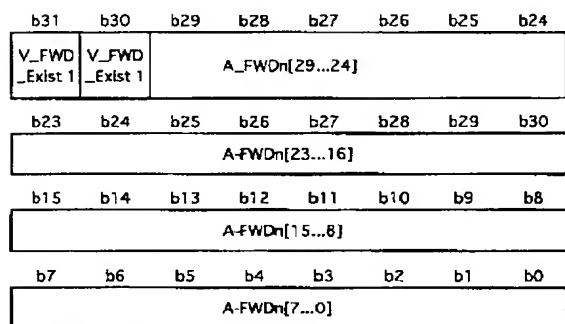 b31 b30 b29 b28 b27 b26 b25 b24
V_FWD V_FWD
_Exist 1 _Exist 1 A_FWDn[29...24]
b23 b24 b25 b26 b27 b28 b29 b30
A-FWDn[23...16]
b15 b14 b13 b12 b11 b10 b9 b8
A-FWDn[15...8]
b7 b6 b5 b4 b3 b2 b1 b0
A-FWDn[7...0]